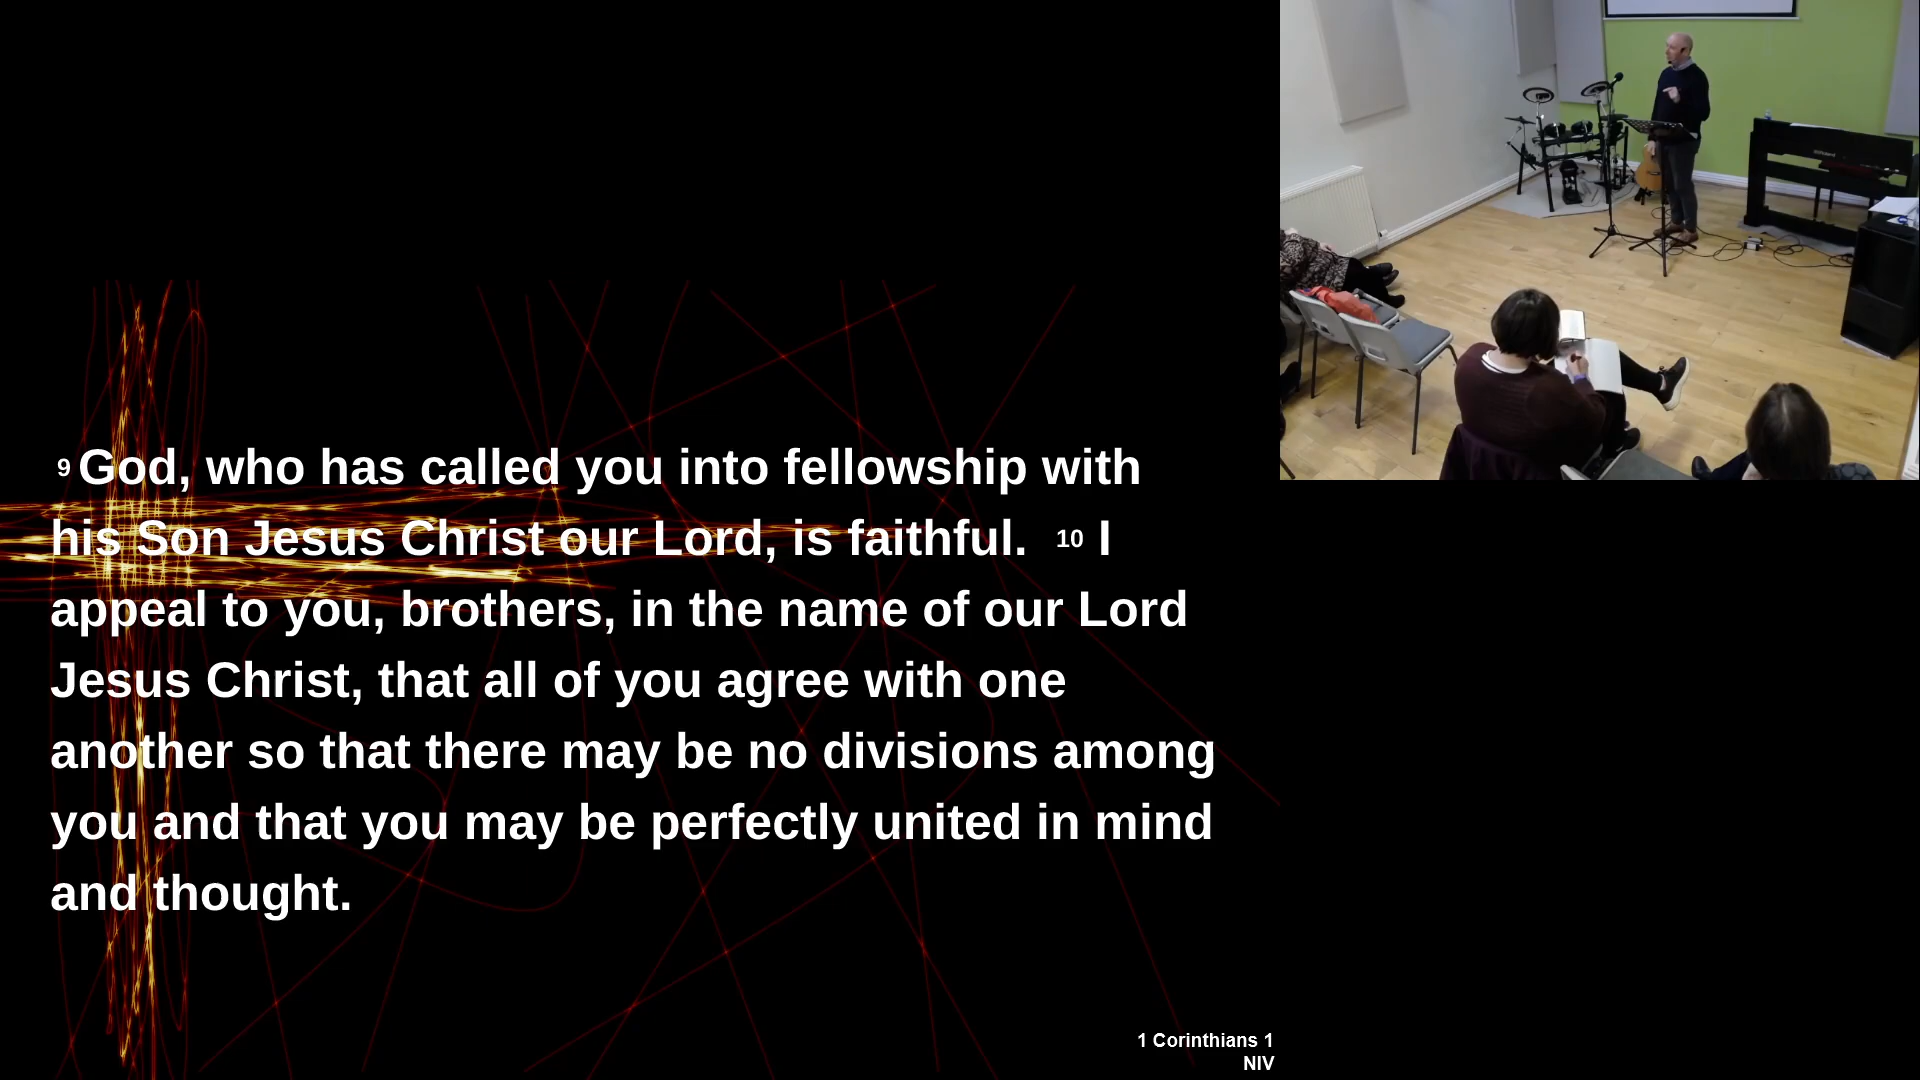 9 God, who has called you into fellowship with
his Son Jesus Christ our Lord, is faithful. 10 I
appeal to you, brothers, in the name of our Lord
Jesus Christ, that all of you agree with one
another so that there may be no divisions among
you and that you may be perfectly united in mind
and thought.
1 Corinthians 1
NIV